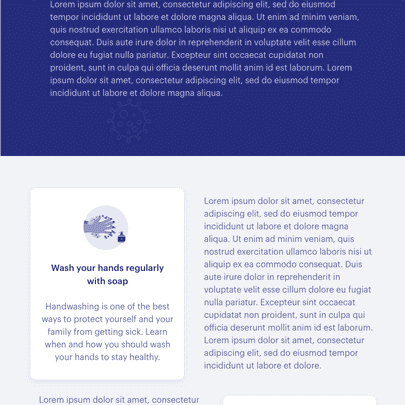 Lorem ipsum dolor sit amet, consectetur
adipiscing elit, sed do eiusmod
tempor incididunt ut labore et dolore magna aliqua. Ut enim ad minim veniam,
quis nostrud exercitation ullamco laboris nisi ut aliquip ex ea commodo
consequat. Duis aute irure dolor in reprehenderit in voluptate velit esse cillum
dolore eu fugiat nulla pariatur. Excepteur sint occaecat cupidatat non
proident, sunt in culpa qui officia deserunt mollit anim id est laborum. Lorem
ipsum dolor sit amet, consectetur adipiscing elit, sed do eiusmod tempor
incididunt ut labore et dolore magna aliqua.
Wash your hands regularly
with soap
Handwashing is one of the best
ways to protect yourself and your
family from getting sick. Learn
when and how you should wash
your hands to stay healthy.
Lorem ipsum dolor sit amet, consectetur
adipiscing elit, sed do eiusmod tempor
incididunt ut labore et dolore magna
aliqua. Ut enim ad minim veniam, quis
nostrud exercitation ullamco laboris nisi ut
aliquip ex ea commodo consequat. Duis
aute irure dolor in reprehenderit in
voluptate velit esse cillum dolore eu fugiat
nulla pariatur. Excepteur sint occaecat
cupidatat non proident, sunt in culpa qui
officia deserunt mollit anim id est laborum.
Lorem ipsum dolor sit amet, consectetur
adipiscing elit, sed do eiusmod tempor
incididunt ut labore et dolore.
Lorem ipsum dolor sit amet, consectetur